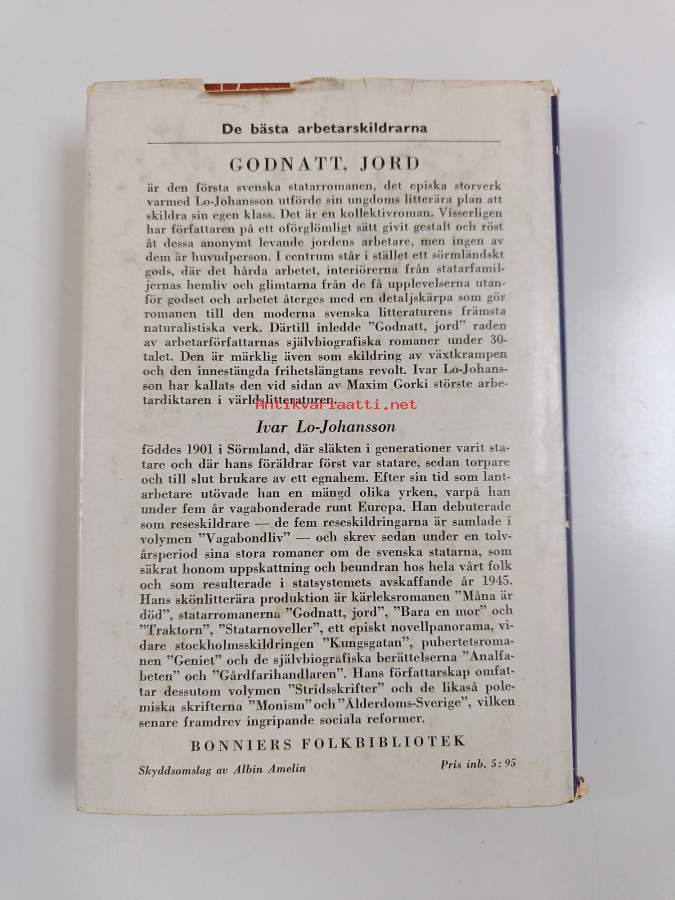 De bästa arbetarskildrarna
GODNATT, JORD
är den första svenska statarromanen, det episka storverk
varmed Lo-Johansson utförde sin ungdoms litterära plan att
skildra sin egen klass. Det är en kollektivroman. Visserligen
har författaren på ett oförglömligt sätt givit gestalt och röst
åt dessa anonymt levande jordens arbetare, men ingen av
dem är huvudperson. I centrum står i stället ett sörmländskt
gods, där det hårda arbetet, interiörerna från statarfamil-
jernas hemliv och glimtarna från de få upplevelserna utan-
för godset och arbetet återges med en detaljskärpa som gör
romanen till den moderna svenska litteraturens främsta
naturalistiska verk. Därtill inledde ”Godnatt, jord” raden
av arbetarförfattarnas självbiografiska romaner under 30-
talet. Den är märklig även som skildring av växtkrampen
och den innestängda frihetslängtans revolt. Ivar Lo-Johans-
son har kallats den vid sidan av Maxim Gorki störste arbe-
tardiktaren i världslitteraturen.
Antikvariaatti.net
Ivar Lo-Johansson
föddes 1901 i Sörmland, där släkten i generationer varit sta-
tare och där hans föräldrar först var statare, sedan torpare
och till slut brukare av ett egnahem. Efter sin tid som lant-
arbetare utövade han en mängd olika yrken, varpå han
under fem år vagabonderade runt Europa. Han debuterade
som reseskildrare — de fem reseskildringarna är samlade i
volymen ”Vagabondliv” — och skrev sedan under en tolv-
årsperiod sina stora romaner om de svenska statarna, som
säkrat honom uppskattning och beundran hos hela vårt folk
och som resulterade i statsystemets avskaffande år 1945.
Hans skönlitterära produktion är kärleksromanen ”Måna är
död”, statarromanerna ”Godnatt, jord”, ”Bara en mor” och
”Traktorn”, ”Statarnoveller”, ett episkt novellpanorama, vi-
dare stockholmsskildringen ”Kungsgatan”, pubertetsroma-
nen ”Geniet” och de självbiografiska berättelserna ”Analfa-
beten” och ”Gårdfarihandlaren”. Hans författarskap omfat-
tar dessutom volymen ”Stridsskrifter” och de likaså pole-
miska skrifterna ”Monism” och ”Ålderdoms-Sverige”, vilken
senare framdrev ingripande sociala reformer.
BONNIERS FOLKBIBLIOTEK
Skyddsomslag av Albin Amelin Pris inb. 5:95